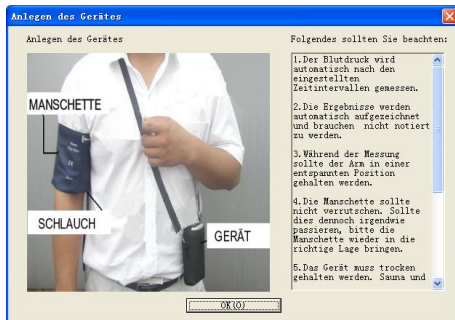 Anlegen des Gerätes
Anlegen des Gerätes
Folgendes sollten Sie beachten:
MANSCHETTE
SCHLAUCH
GERÄT
1.Der Blutdruck wird
automatisch nach den
eingestellten
Zeitintervallen gemessen.
2.Die Ergebnisse werden
automatisch aufgezeichnet
und brauchen nicht notiert
zu werden.
3.Während der Messung
sollte der Arm in einer
entspannten Position
gehalten werden.
4.Die Manschette sollte
nicht verrutschen. Sollte
dies dennoch irgendwie
passieren, bitte die
Manschette wieder in die
richtige Lage bringen.
5.Das Gerät muss trocken
gehalten werden. Sauna und
OK(O)